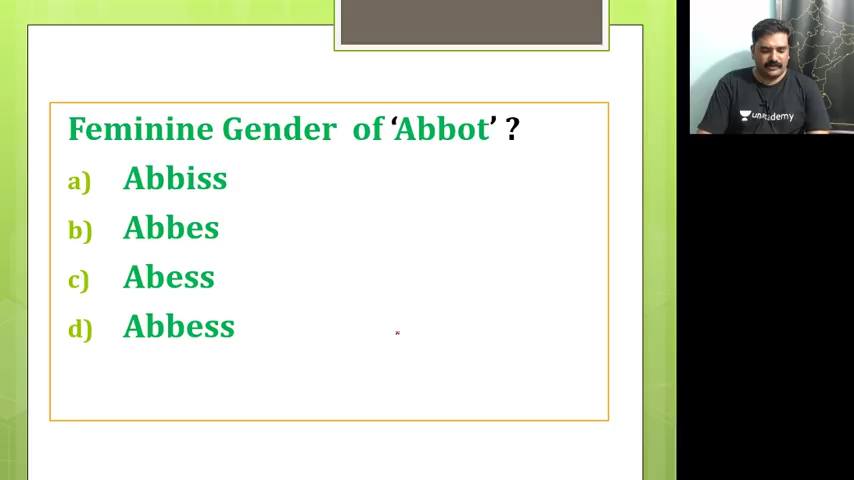 Feminine Gender of ‘Abbot’ ?
a) Abbiss
b) Abbes
c) Abess
d) Abbess
unacademy